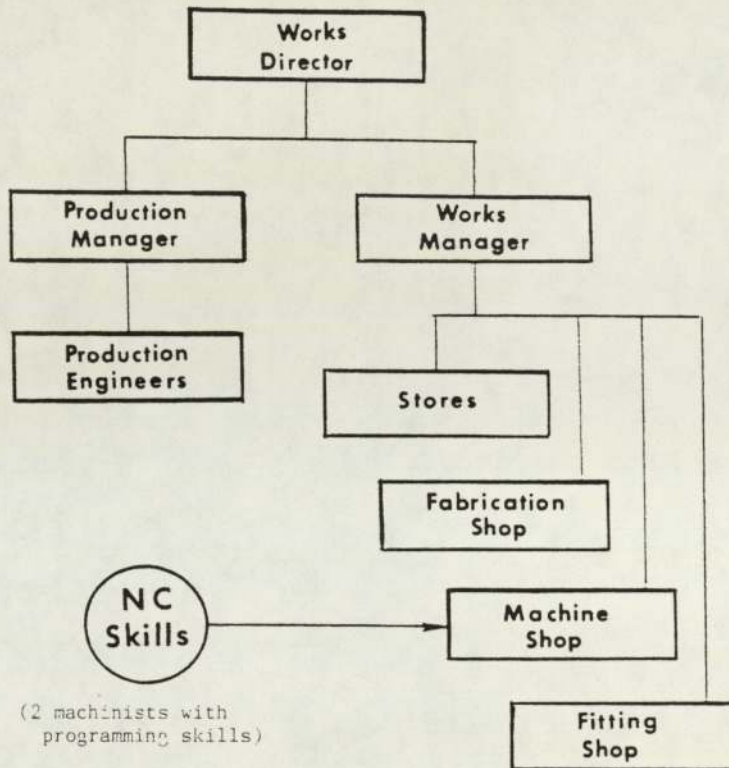 Works
Director
Production
Manager
Works
Manager
Production
Engineers
Stores
Fabrication
Shop
NC
Skills
Machine
Shop
(2 machinists with
programming skills)
Fitting
Shop